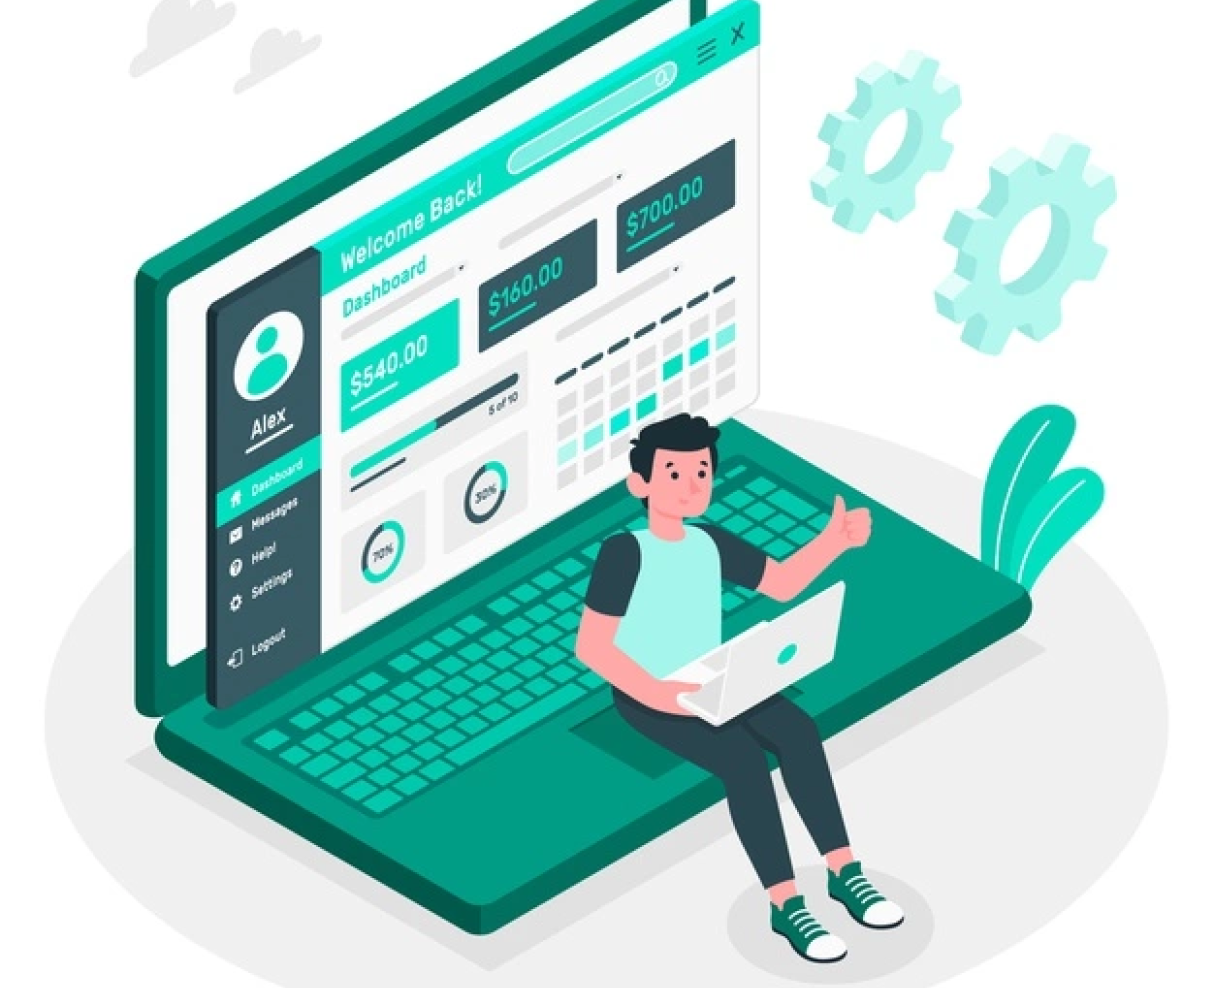 Welcome Back!
Dashboard
$540.00
$160.00
$700.00
5 of 10
70%
30%
Alex
Dashboard
Messages
Help!
Settings
Logout